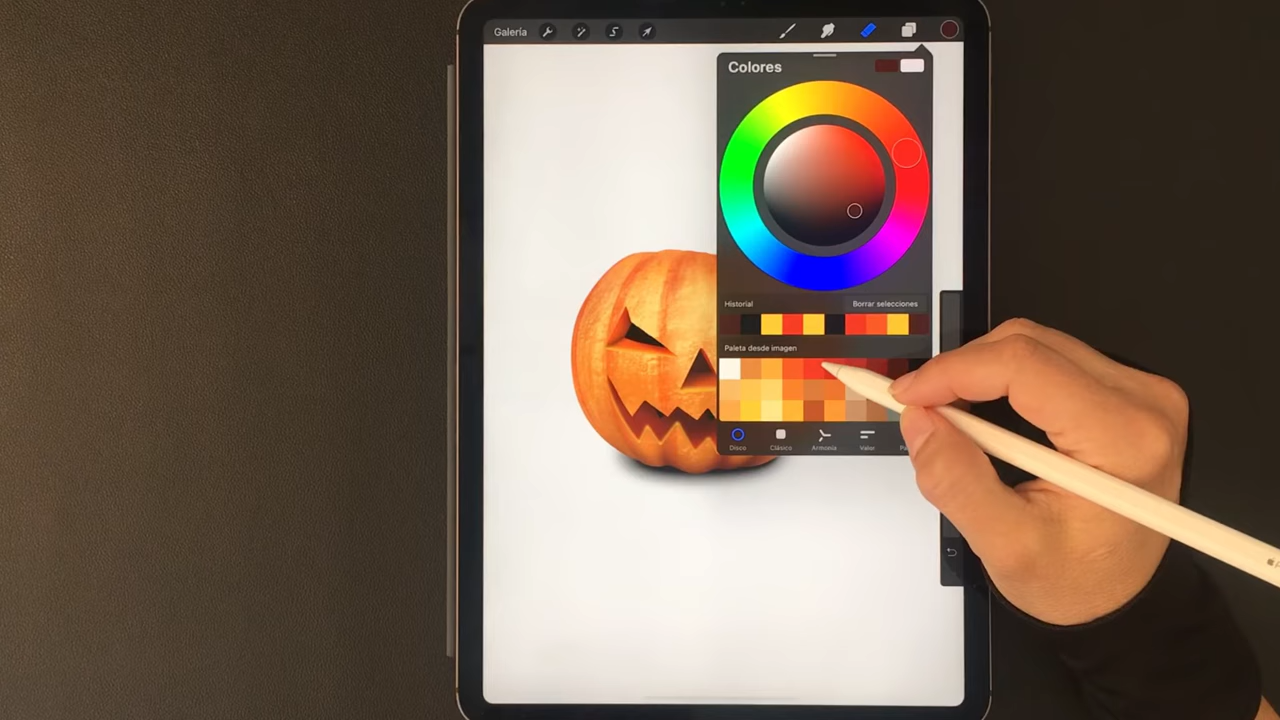 Galería
Colores
Historial
Borrar selecciones
Paleta desde imagen
Disco
Clásico
Armonía
Valor